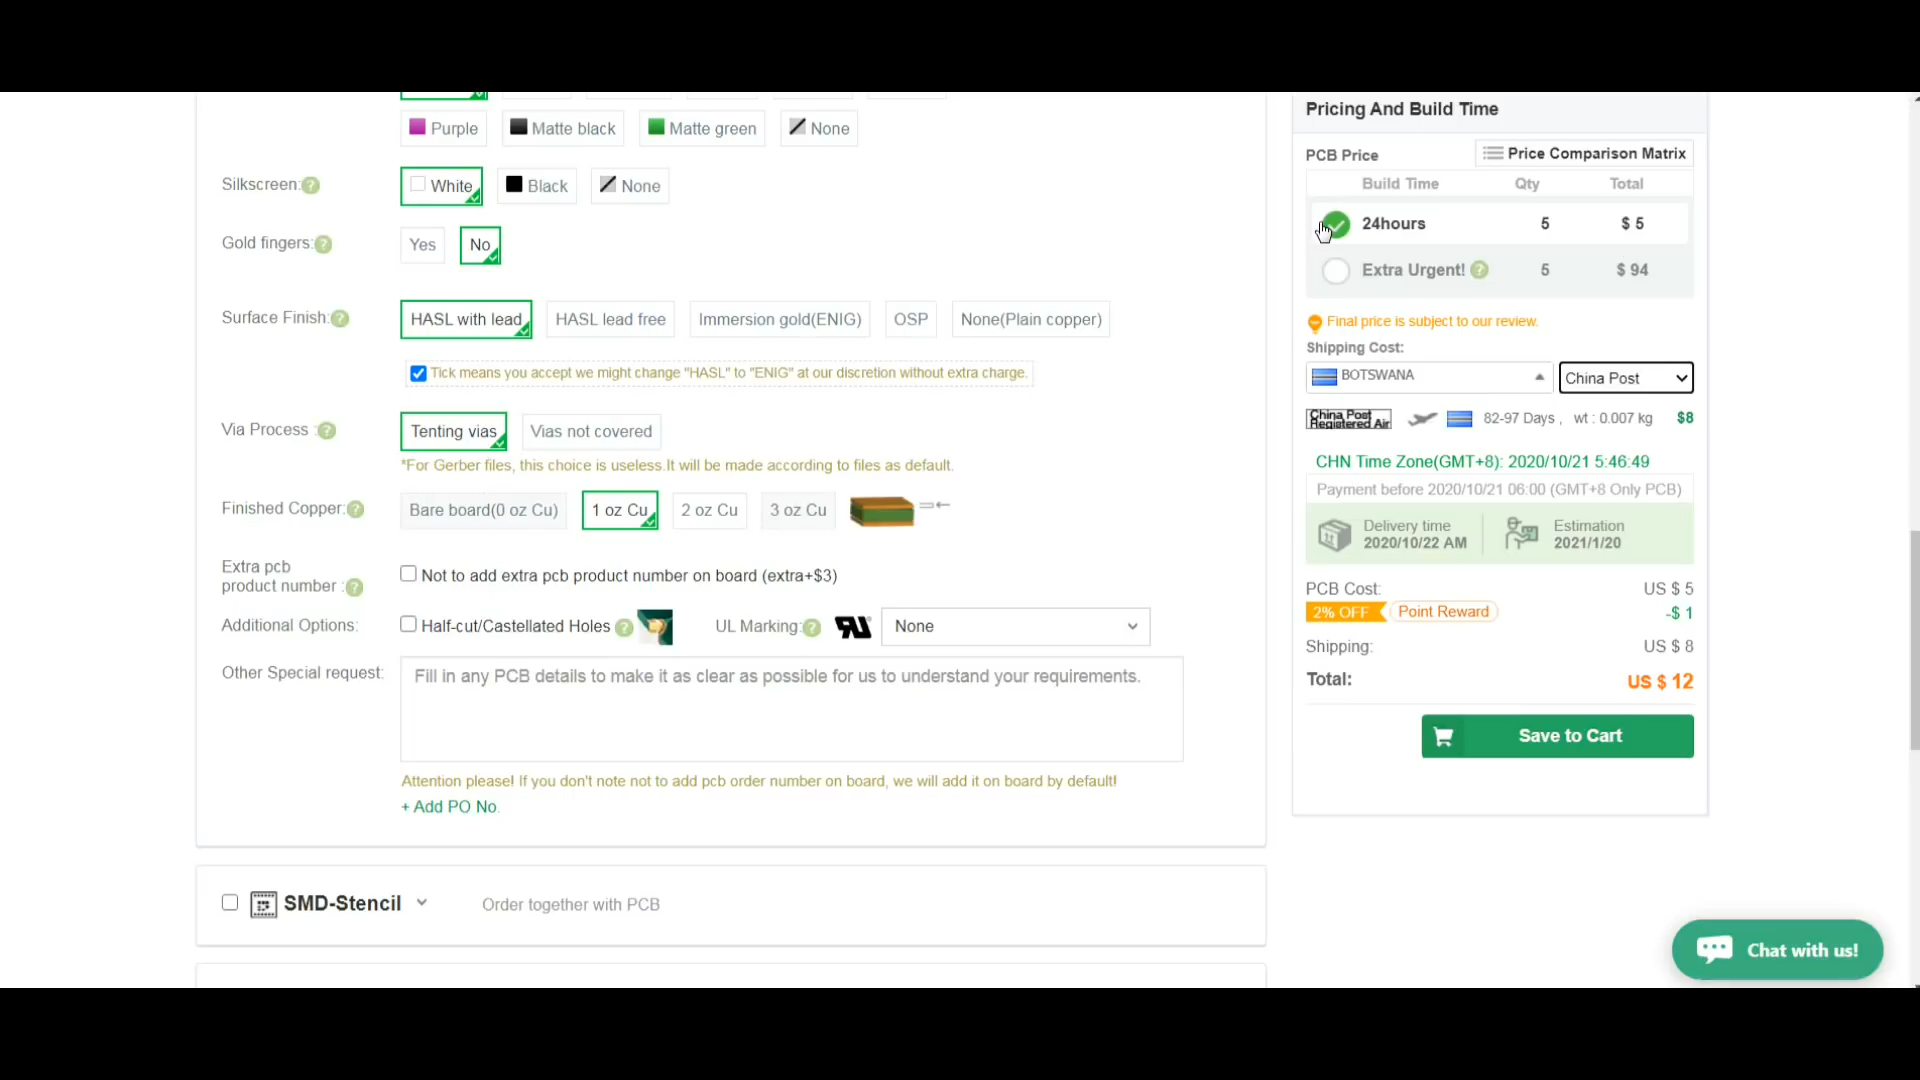 Purple Matte black Matte green None
Silkscreen: White Black None
Gold fingers: Yes No
Surface Finish: HASL with lead HASL lead free Immersion gold(ENIG) OSP None(Plain copper)
Tick means you accept we might change "HASL" to "ENIG" at our discretion without extra charge.
Via Process : Tenting vias Vias not covered
*For Gerber files, this choice is useless.It will be made according to files as default.
Finished Copper: Bare board(0 oz Cu) 1 oz Cu 2 oz Cu 3 oz Cu
Extra pcb
product number : Not to add extra pcb product number on board (extra+$3)
Additional Options: Half-cut/Castellated Holes UL Marking: None
Other Special request: Fill in any PCB details to make it as clear as possible for us to understand your requirements.
Attention please! If you don't note not to add pcb order number on board, we will add it on board by default!
+ Add PO No.
SMD-Stencil Order together with PCB
Pricing And Build Time
PCB Price Price Comparison Matrix
Build Time Qty Total
24hours 5 $ 5
Extra Urgent! 5 $ 94
Final price is subject to our review.
Shipping Cost:
BOTSWANA China Post
China Post
Registered Air 82-97 Days , wt : 0.007 kg $8
CHN Time Zone(GMT+8): 2020/10/21 5:46:49
Payment before 2020/10/21 06:00 (GMT+8 Only PCB)
Delivery time Estimation
2020/10/22 AM 2021/1/20
PCB Cost: US $ 5
2% OFF Point Reward -$ 1
Shipping: US $ 8
Total: US $ 12
Save to Cart
Chat with us!